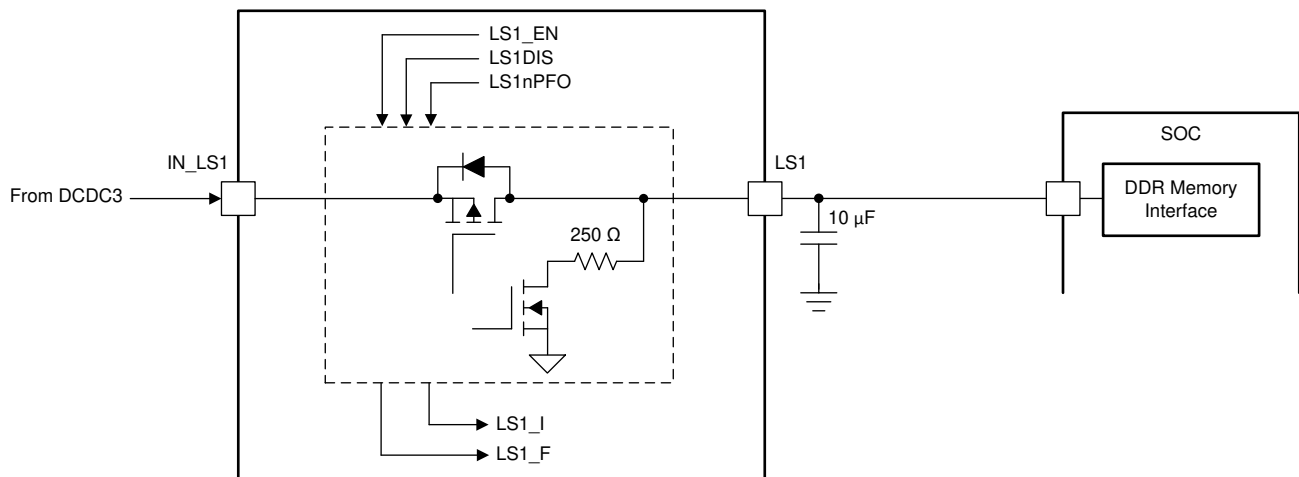 LS1_EN
LS1DIS
LS1nPFO
SOC
IN_LS1
LS1
From DCDC3
DDR Memory
Interface
10 µF
250 Ω
LS1_I
LS1_F